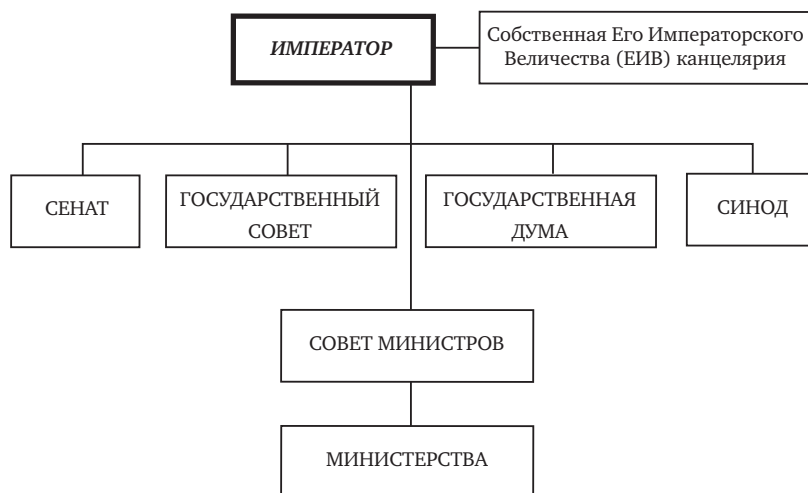 ИМПЕРАТОР
Собственная Его Императорского
Величества (ЕИВ) канцелярия
СЕНАТ
ГОСУДАРСТВЕННЫЙ
СОВЕТ
ГОСУДАРСТВЕННАЯ
ДУМА
СИНОД
СОВЕТ МИНИСТРОВ
МИНИСТЕРСТВА